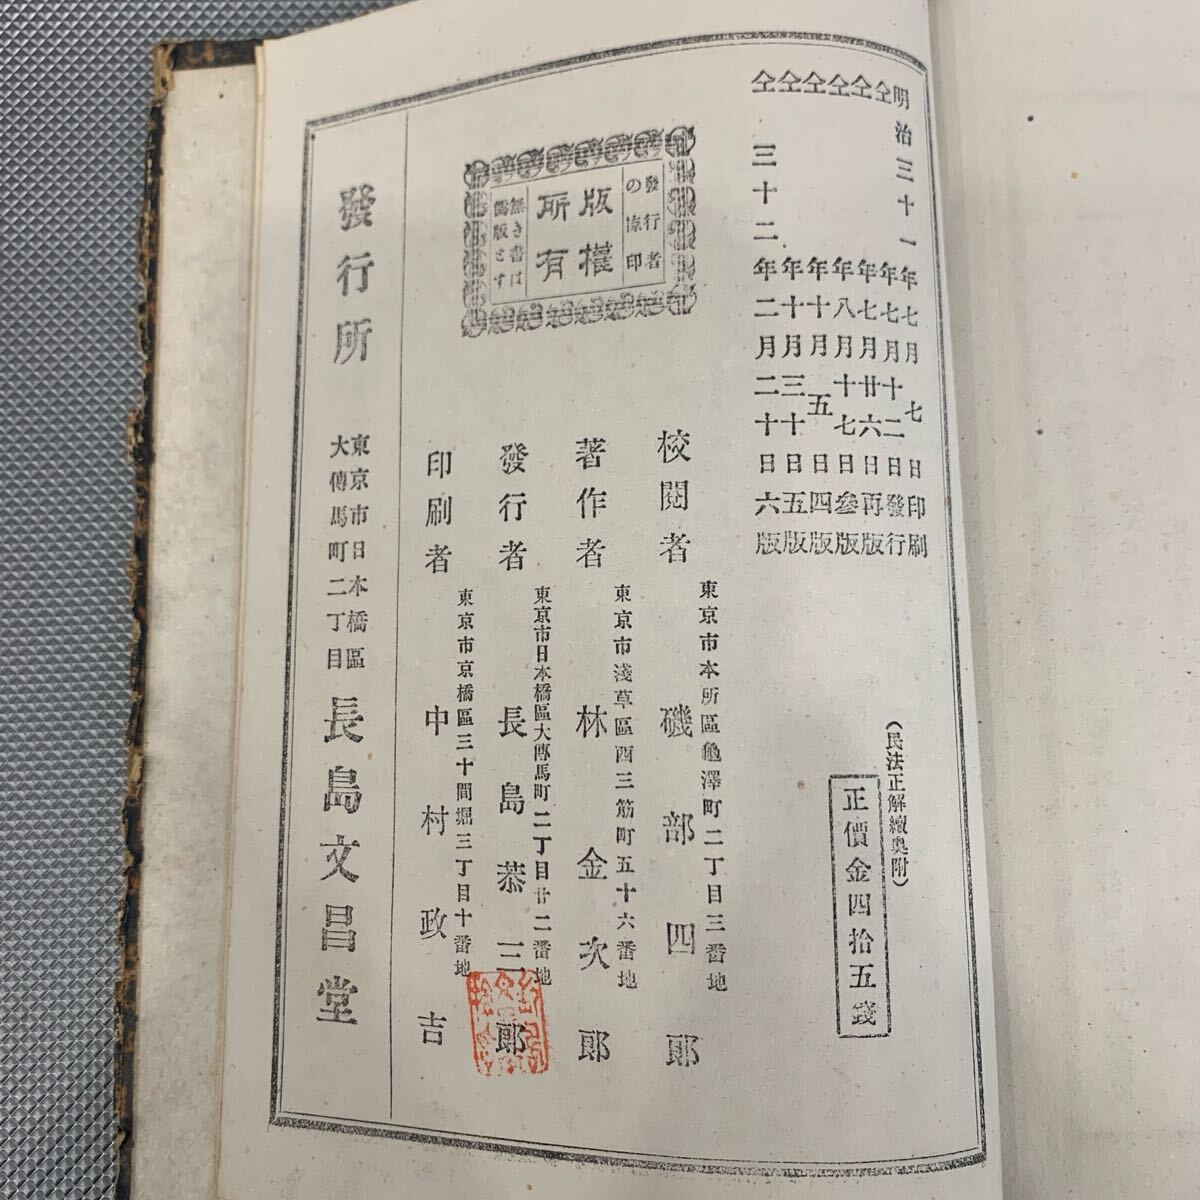 明治三十一年七月七日印刷
仝年七月十二日發行
仝年七月廿六日再版
仝年八月十七日參版
仝年十月五日四版
仝年十月三十日五版
仝三十二年二月二十日六版
(民法正解續奥附)
正價金四拾五錢
發行者
の印
版權
所有
無き書は
偽版とす
東京市本所區龜澤町二丁目三番地
校閲者 磯部四郎
東京市淺草區西三筋町五十六番地
著作者 林金次郎
東京市日本橋區大傳馬町二丁目廿二番地
發行者 長島恭三郎
東京市京橋區三十間堀三丁目十番地
印刷者 中村政吉
發行所
東京市日本橋區
大傳馬町二丁目
長島文昌堂